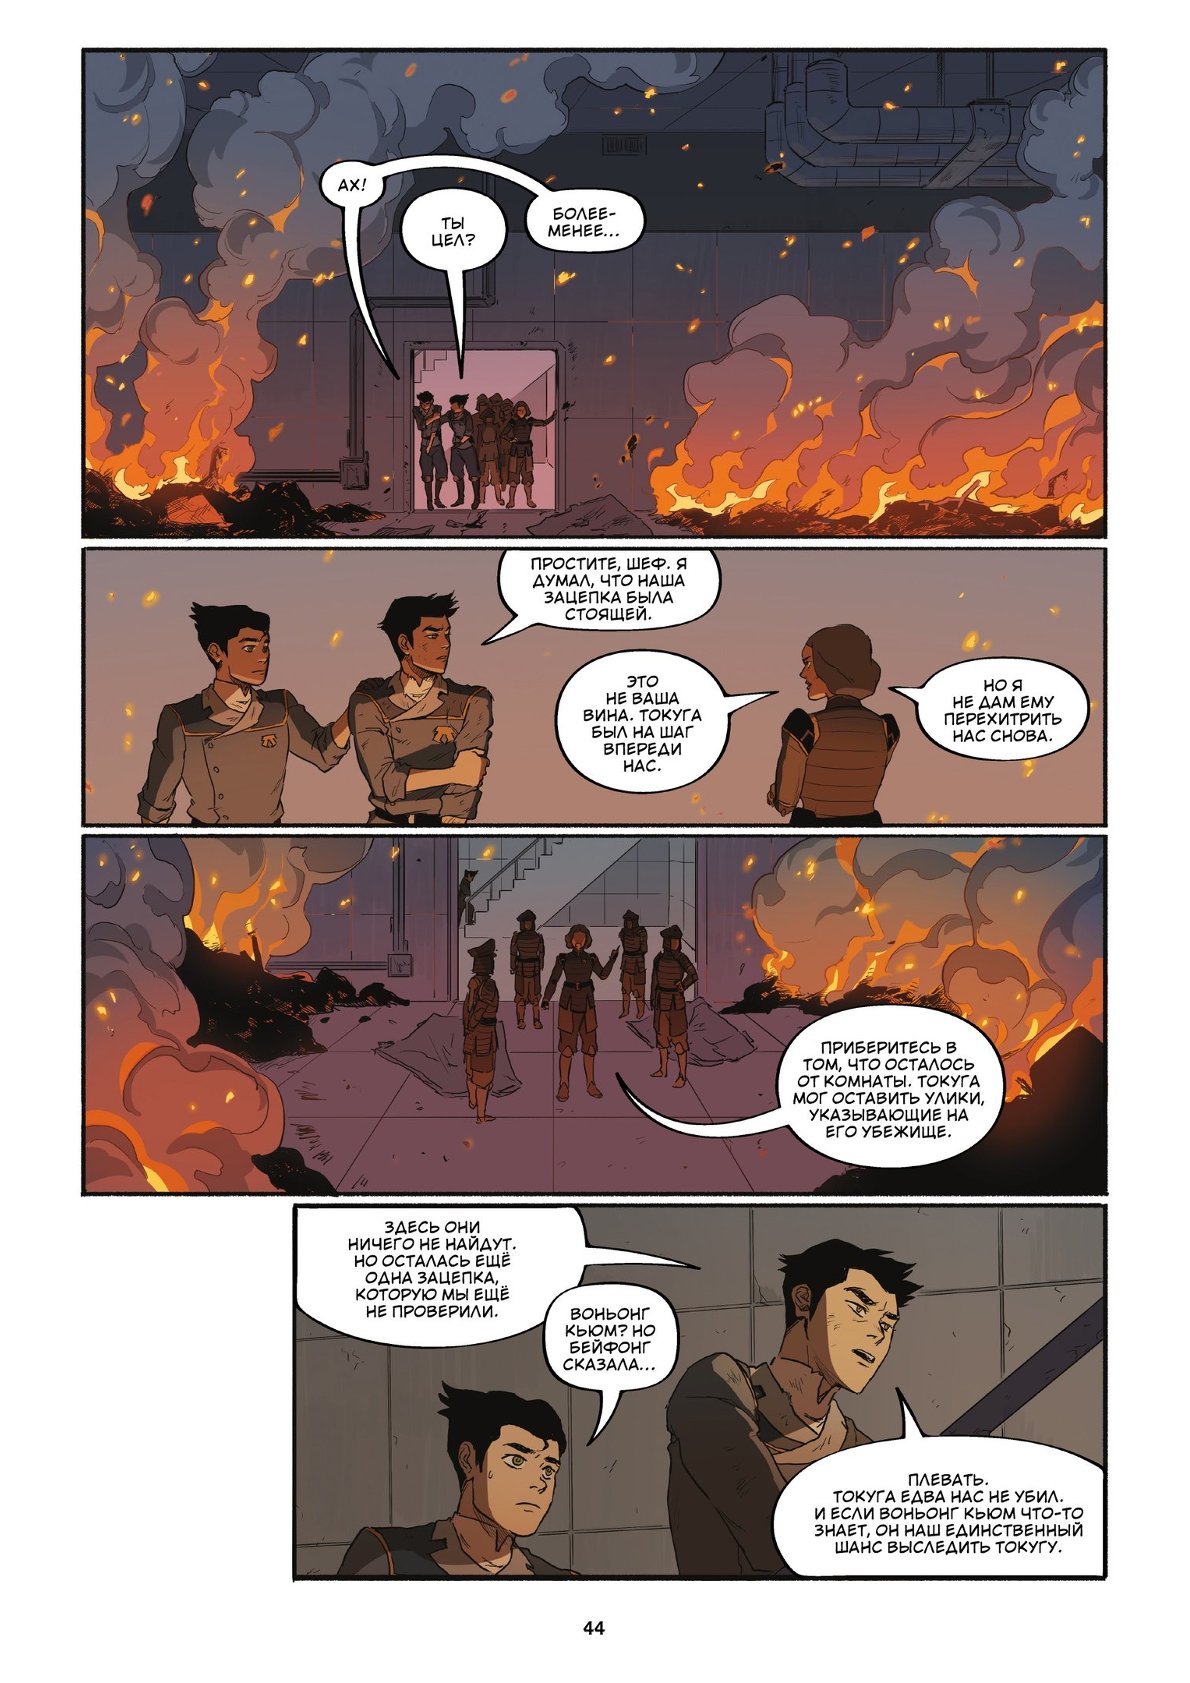 АХ!
ТЫ
ЦЕЛ?
БОЛЕЕ-
МЕНЕЕ...
ПРОСТИТЕ, ШЕФ. Я
ДУМАЛ, ЧТО НАША
ЗАЦЕПКА БЫЛА
СТОЯЩЕЙ.
ЭТО
НЕ ВАША
ВИНА. ТОКУГА
БЫЛ НА ШАГ
ВПЕРЕДИ
НАС.
НО Я
НЕ ДАМ ЕМУ
ПЕРЕХИТРИТЬ
НАС СНОВА.
ПРИБЕРИТЕСЬ В
ТОМ, ЧТО ОСТАЛОСЬ
ОТ КОМНАТЫ. ТОКУГА
МОГ ОСТАВИТЬ УЛИКИ,
УКАЗЫВАЮЩИЕ НА
ЕГО УБЕЖИЩЕ.
ЗДЕСЬ ОНИ
НИЧЕГО НЕ НАЙДУТ.
НО ОСТАЛАСЬ ЕЩЁ
ОДНА ЗАЦЕПКА,
КОТОРУЮ МЫ ЕЩЁ
НЕ ПРОВЕРИЛИ.
ВОНЬОНГ
КЬЮМ? НО
БЕЙФОНГ
СКАЗАЛА...
ПЛЕВАТЬ.
ТОКУГА ЕДВА НАС НЕ УБИЛ.
И ЕСЛИ ВОНЬОНГ КЬЮМ ЧТО-ТО
ЗНАЕТ, ОН НАШ ЕДИНСТВЕННЫЙ
ШАНС ВЫСЛЕДИТЬ ТОКУГУ.
44